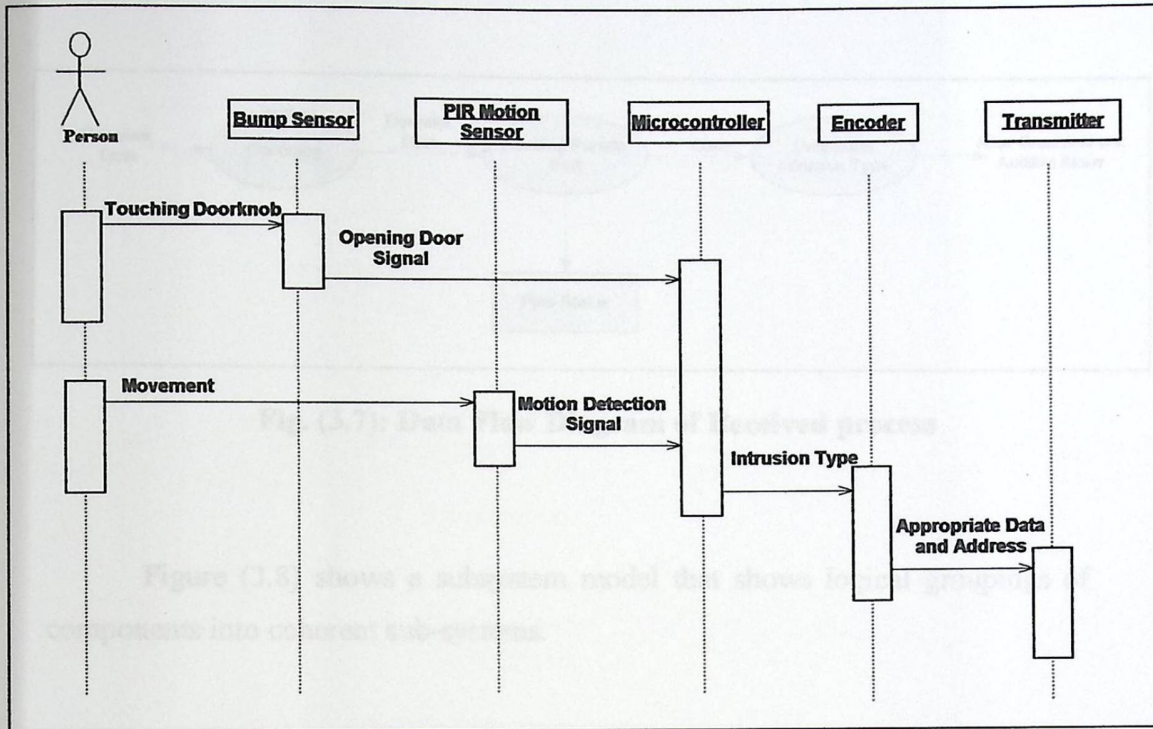 Person
Bump Sensor
PIR Motion
Sensor
Microcontroller
Encoder
Transmitter
Touching Doorknob
Opening Door
Signal
Movement
Motion Detection
Signal
Intrusion Type
Appropriate Data
and Address
Fig. (3.7): Data Flow Diagram of Received process
Figure (3.8) shows a subsystem model that shows logical groupings of
components into coherent sub-systems.